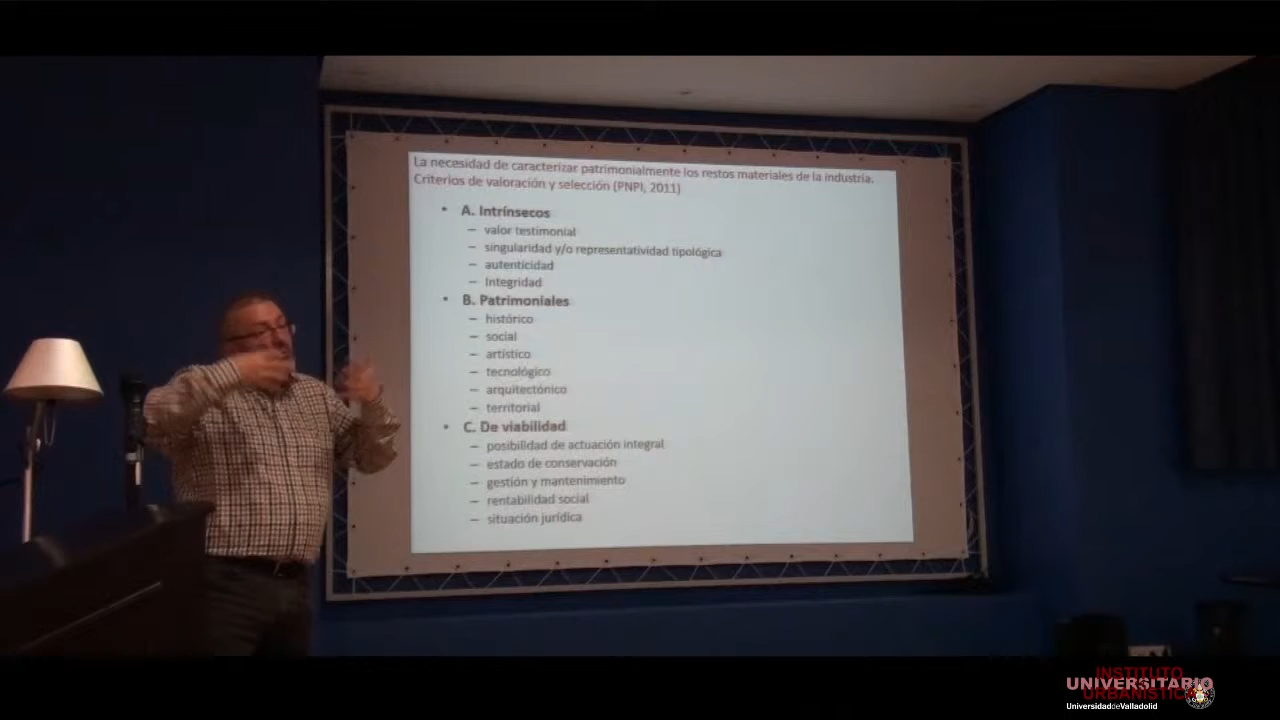 La necesidad de caracterizar patrimonialmente los restos materiales de la industria.
Criterios de valoración y selección (PNPI, 2011)
• A. Intrínsecos
– valor testimonial
– singularidad y/o representatividad tipológica
– autenticidad
– Integridad
• B. Patrimoniales
– histórico
– social
– artístico
– tecnológico
– arquitectónico
– territorial
• C. De viabilidad
– posibilidad de actuación integral
– estado de conservación
– gestión y mantenimiento
– rentabilidad social
– situación jurídica
INSTITUTO
UNIVERSITARIO
URBANÍSTICA
UniversidaddeValladolid